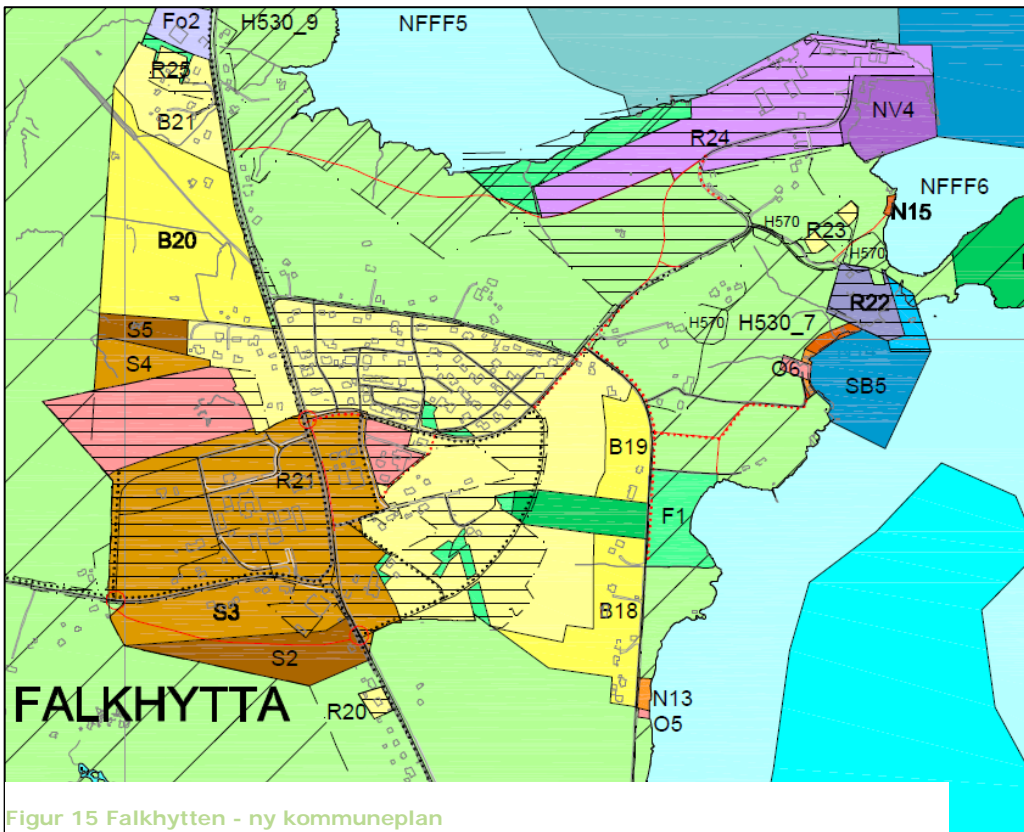 Fo2
H530_9
NFFF5
R25
B21
R24
NV4
NFFF6
N15
H570
R23
H570
B20
R22
H570
H530_7
S5
S4
O6
SB5
B19
R21
F1
S3
B18
S2
FALKHYTTA
R20
N13
O5
Figur 15 Falkhytten - ny kommuneplan